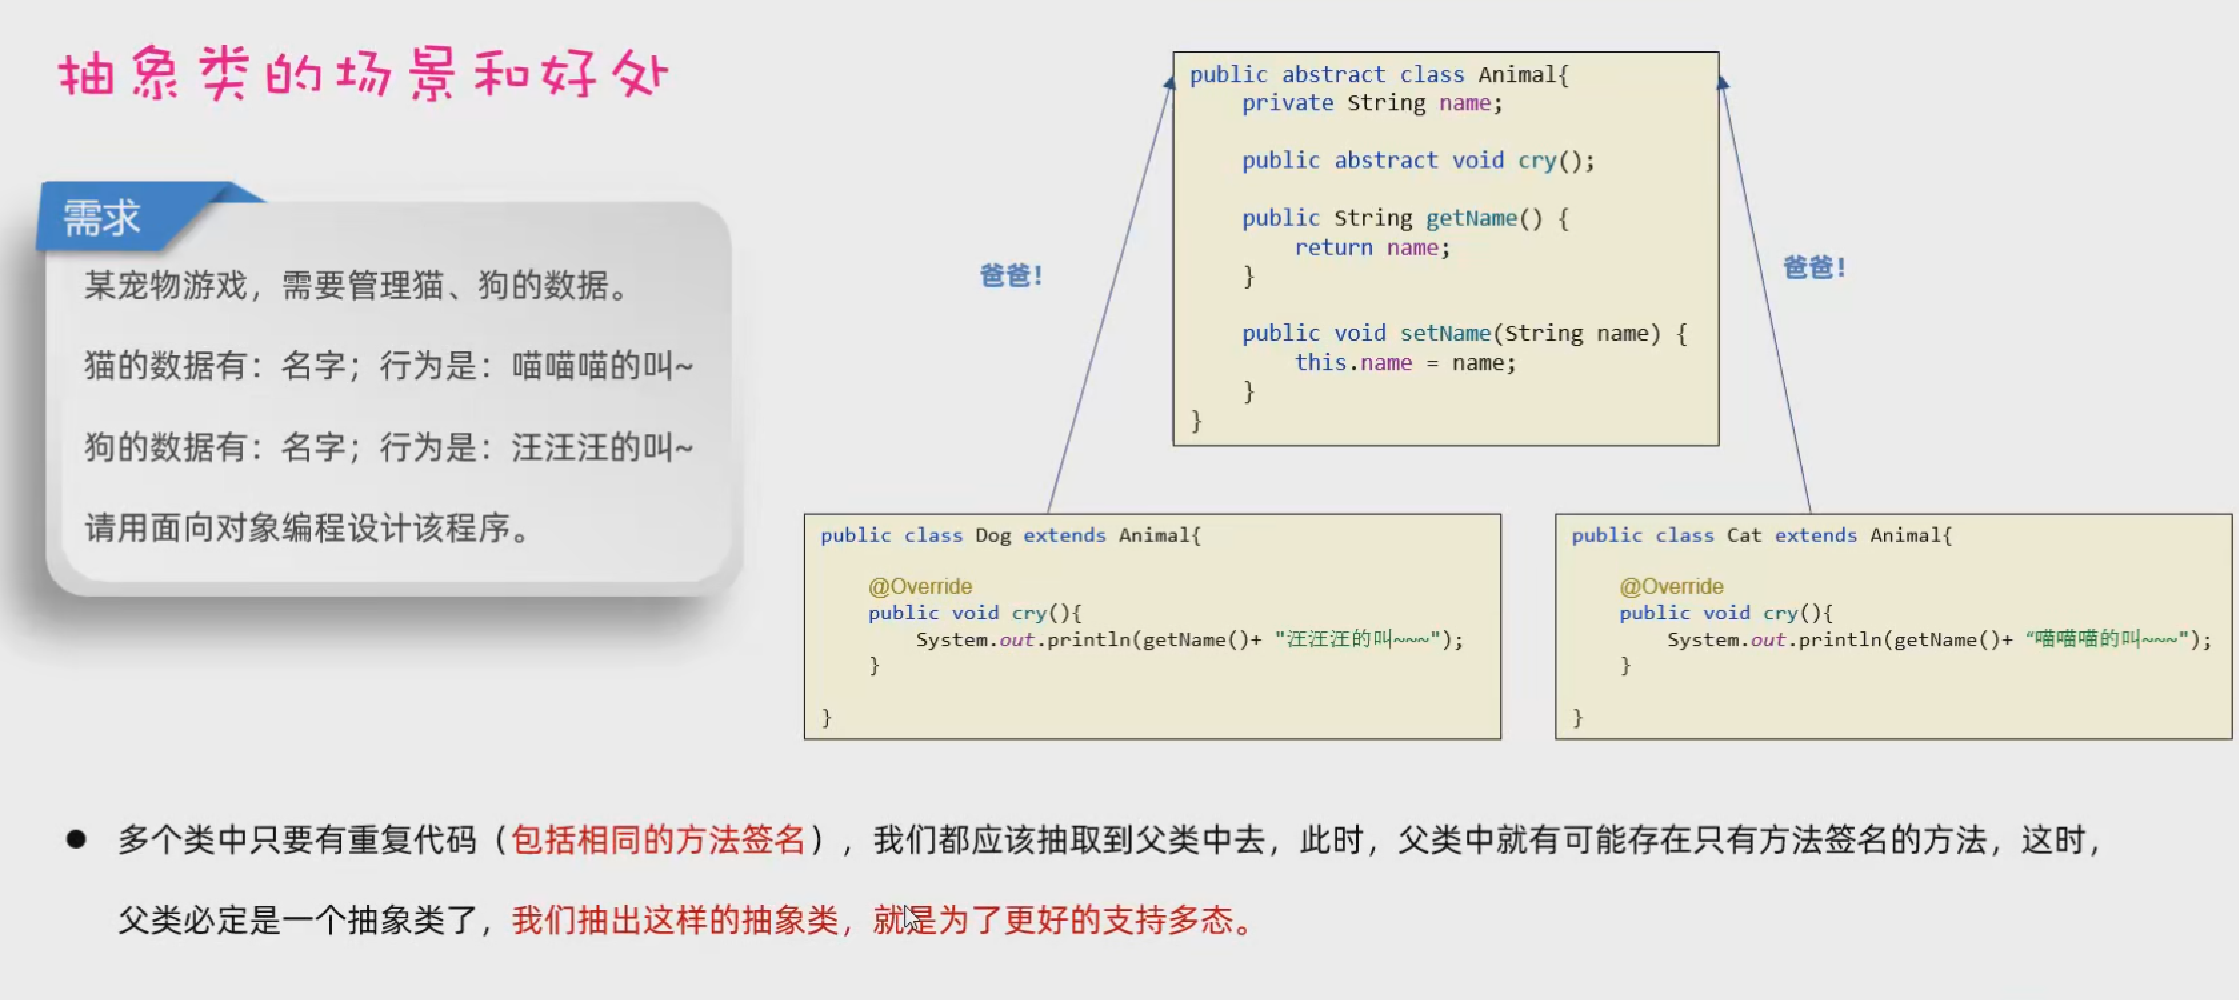 抽象类的场景和好处
需求
某宠物游戏，需要管理猫、狗的数据。
猫的数据有：名字；行为是：喵喵喵的叫~
狗的数据有：名字；行为是：汪汪汪的叫~
请用面向对象编程设计该程序。
public abstract class Animal{
    private String name;
    public abstract void cry();
    public String getName() {
        return name;
    }
    public void setName(String name) {
        this.name = name;
    }
}
爸爸！
爸爸！
public class Dog extends Animal{
    @Override
    public void cry(){
        System.out.println(getName()+ "汪汪汪的叫~~~");
    }
}
public class Cat extends Animal{
    @Override
    public void cry(){
        System.out.println(getName()+ “喵喵喵的叫~~~");
    }
}
● 多个类中只要有重复代码（包括相同的方法签名），我们都应该抽取到父类中去，此时，父类中就有可能存在只有方法签名的方法，这时，
父类必定是一个抽象类了，我们抽出这样的抽象类，就是为了更好的支持多态。